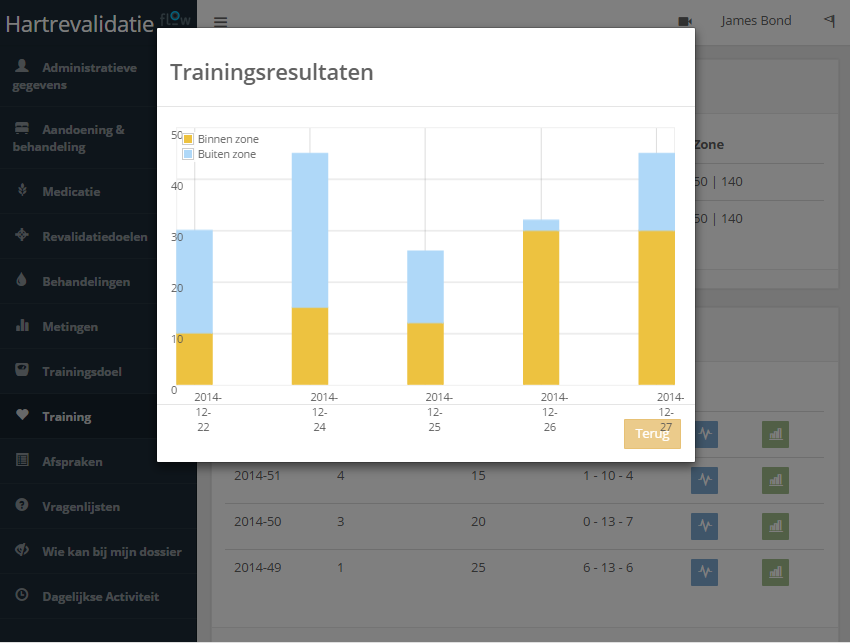 Hartrevalidatie flow
James Bond
Administratieve
gegevens
Aandoening &
behandeling
Medicatie
Revalidatiedoelen
Behandelingen
Metingen
Trainingsdoel
Training
Afspraken
Vragenlijsten
Wie kan bij mijn dossier
Dagelijkse Activiteit
Trainingsresultaten
Binnen zone
Buiten zone
50
40
30
20
10
0
2014-
12-
22
2014-
12-
24
2014-
12-
25
2014-
12-
26
2014-
12-
27
Terug
Zone
50 | 140
50 | 140
2014-51 4 15 1 - 10 - 4
2014-50 3 20 0 - 13 - 7
2014-49 1 25 6 - 13 - 6